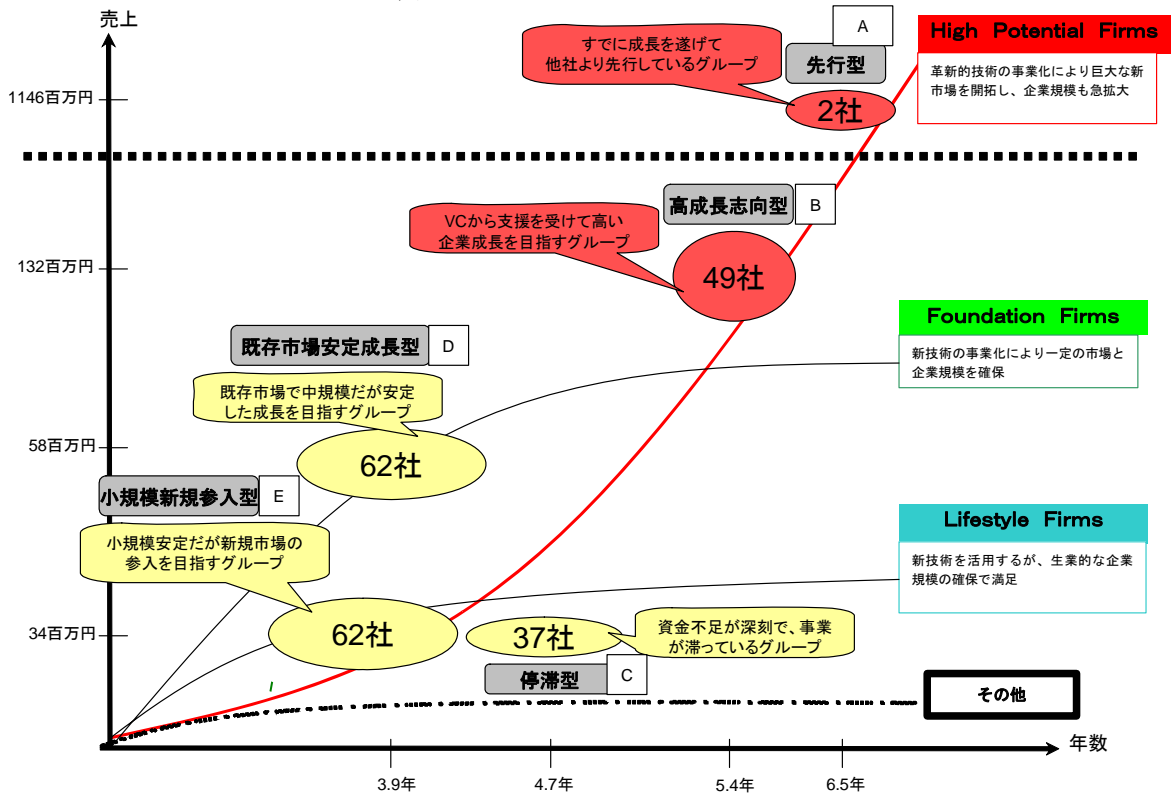 売上
A
High Potential Firms
すでに成長を遂げて
他社より先行しているグループ
先行型
革新的技術の事業化により巨大な新
市場を開拓し、企業規模も急拡大
1146百万円
2社
高成長志向型
B
VCから支援を受けて高い
企業成長を目指すグループ
132百万円
49社
Foundation Firms
既存市場安定成長型
D
新技術の事業化により一定の市場と
企業規模を確保
既存市場で中規模だが安定
した成長を目指すグループ
58百万円
62社
小規模新規参入型
E
Lifestyle Firms
小規模安定だが新規市場の
参入を目指すグループ
新技術を活用するが、生業的な企業
規模の確保で満足
34百万円
62社
37社
資金不足が深刻で、事業
が滞っているグループ
停滞型
C
その他
年数
3.9年
4.7年
5.4年
6.5年